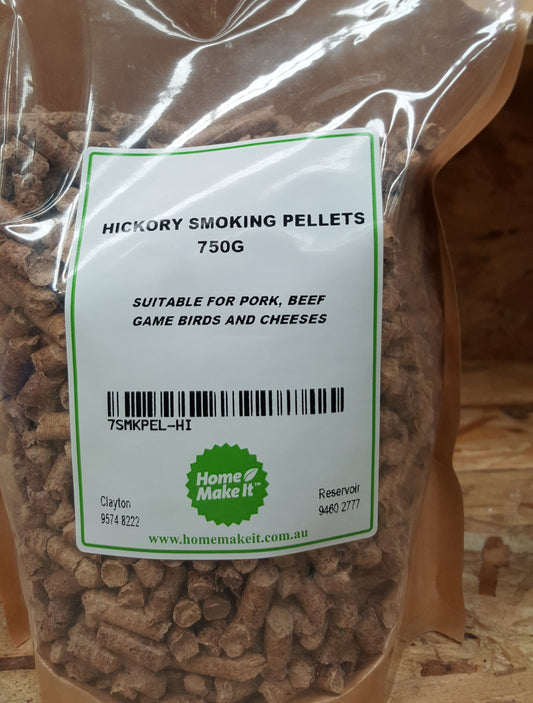 HICKORY SMOKING PELLETS
750G
SUITABLE FOR PORK, BEEF
GAME BIRDS AND CHEESES
7SMKPEL-HI
Home
Make It™
Clayton
9574 8222
Reservoir
9460 2777
www.homemakeit.com.au